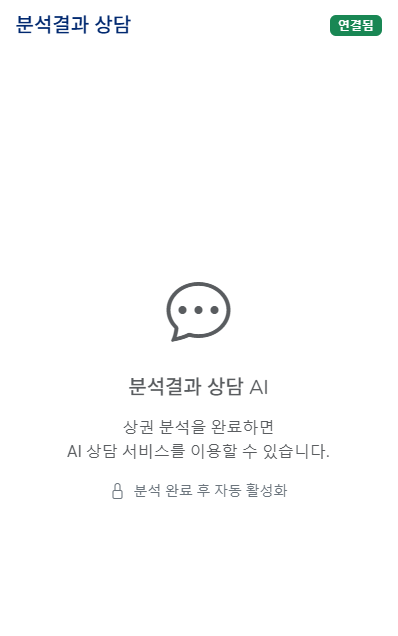 분석결과 상담
연결됨
분석결과 상담 AI
상권 분석을 완료하면
AI 상담 서비스를 이용할 수 있습니다.
분석 완료 후 자동 활성화